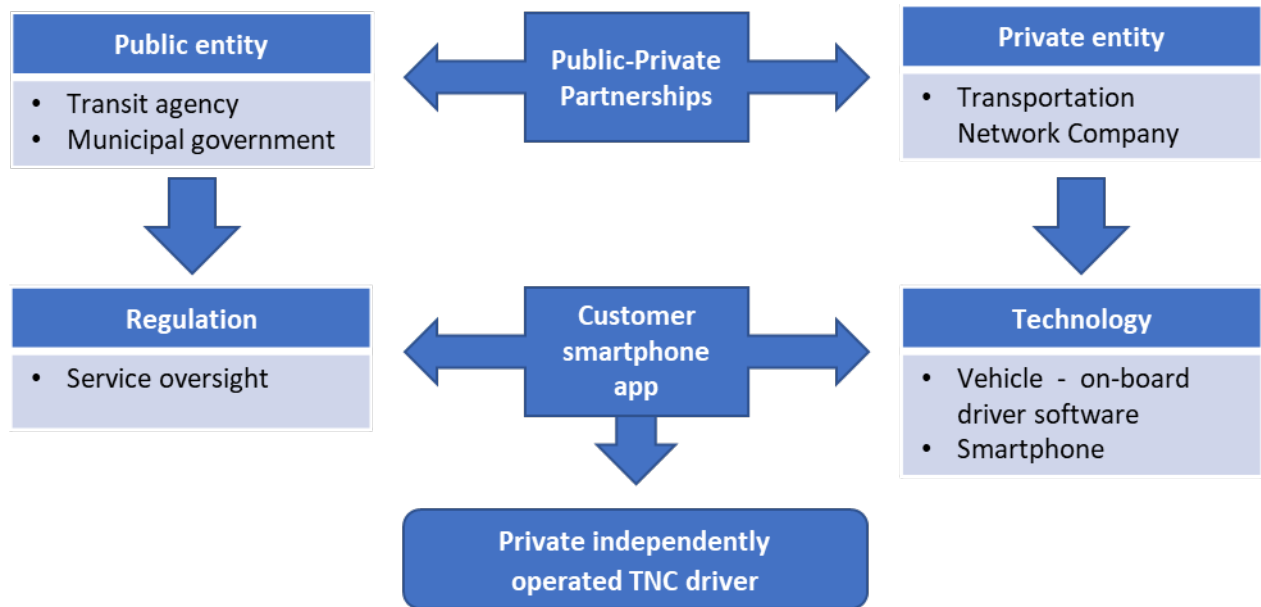 Public entity
• Transit agency
• Municipal government
Public-Private
Partnerships
Private entity
• Transportation
Network Company
Regulation
• Service oversight
Customer
smartphone
app
Technology
• Vehicle - on-board
driver software
• Smartphone
Private independently
operated TNC driver